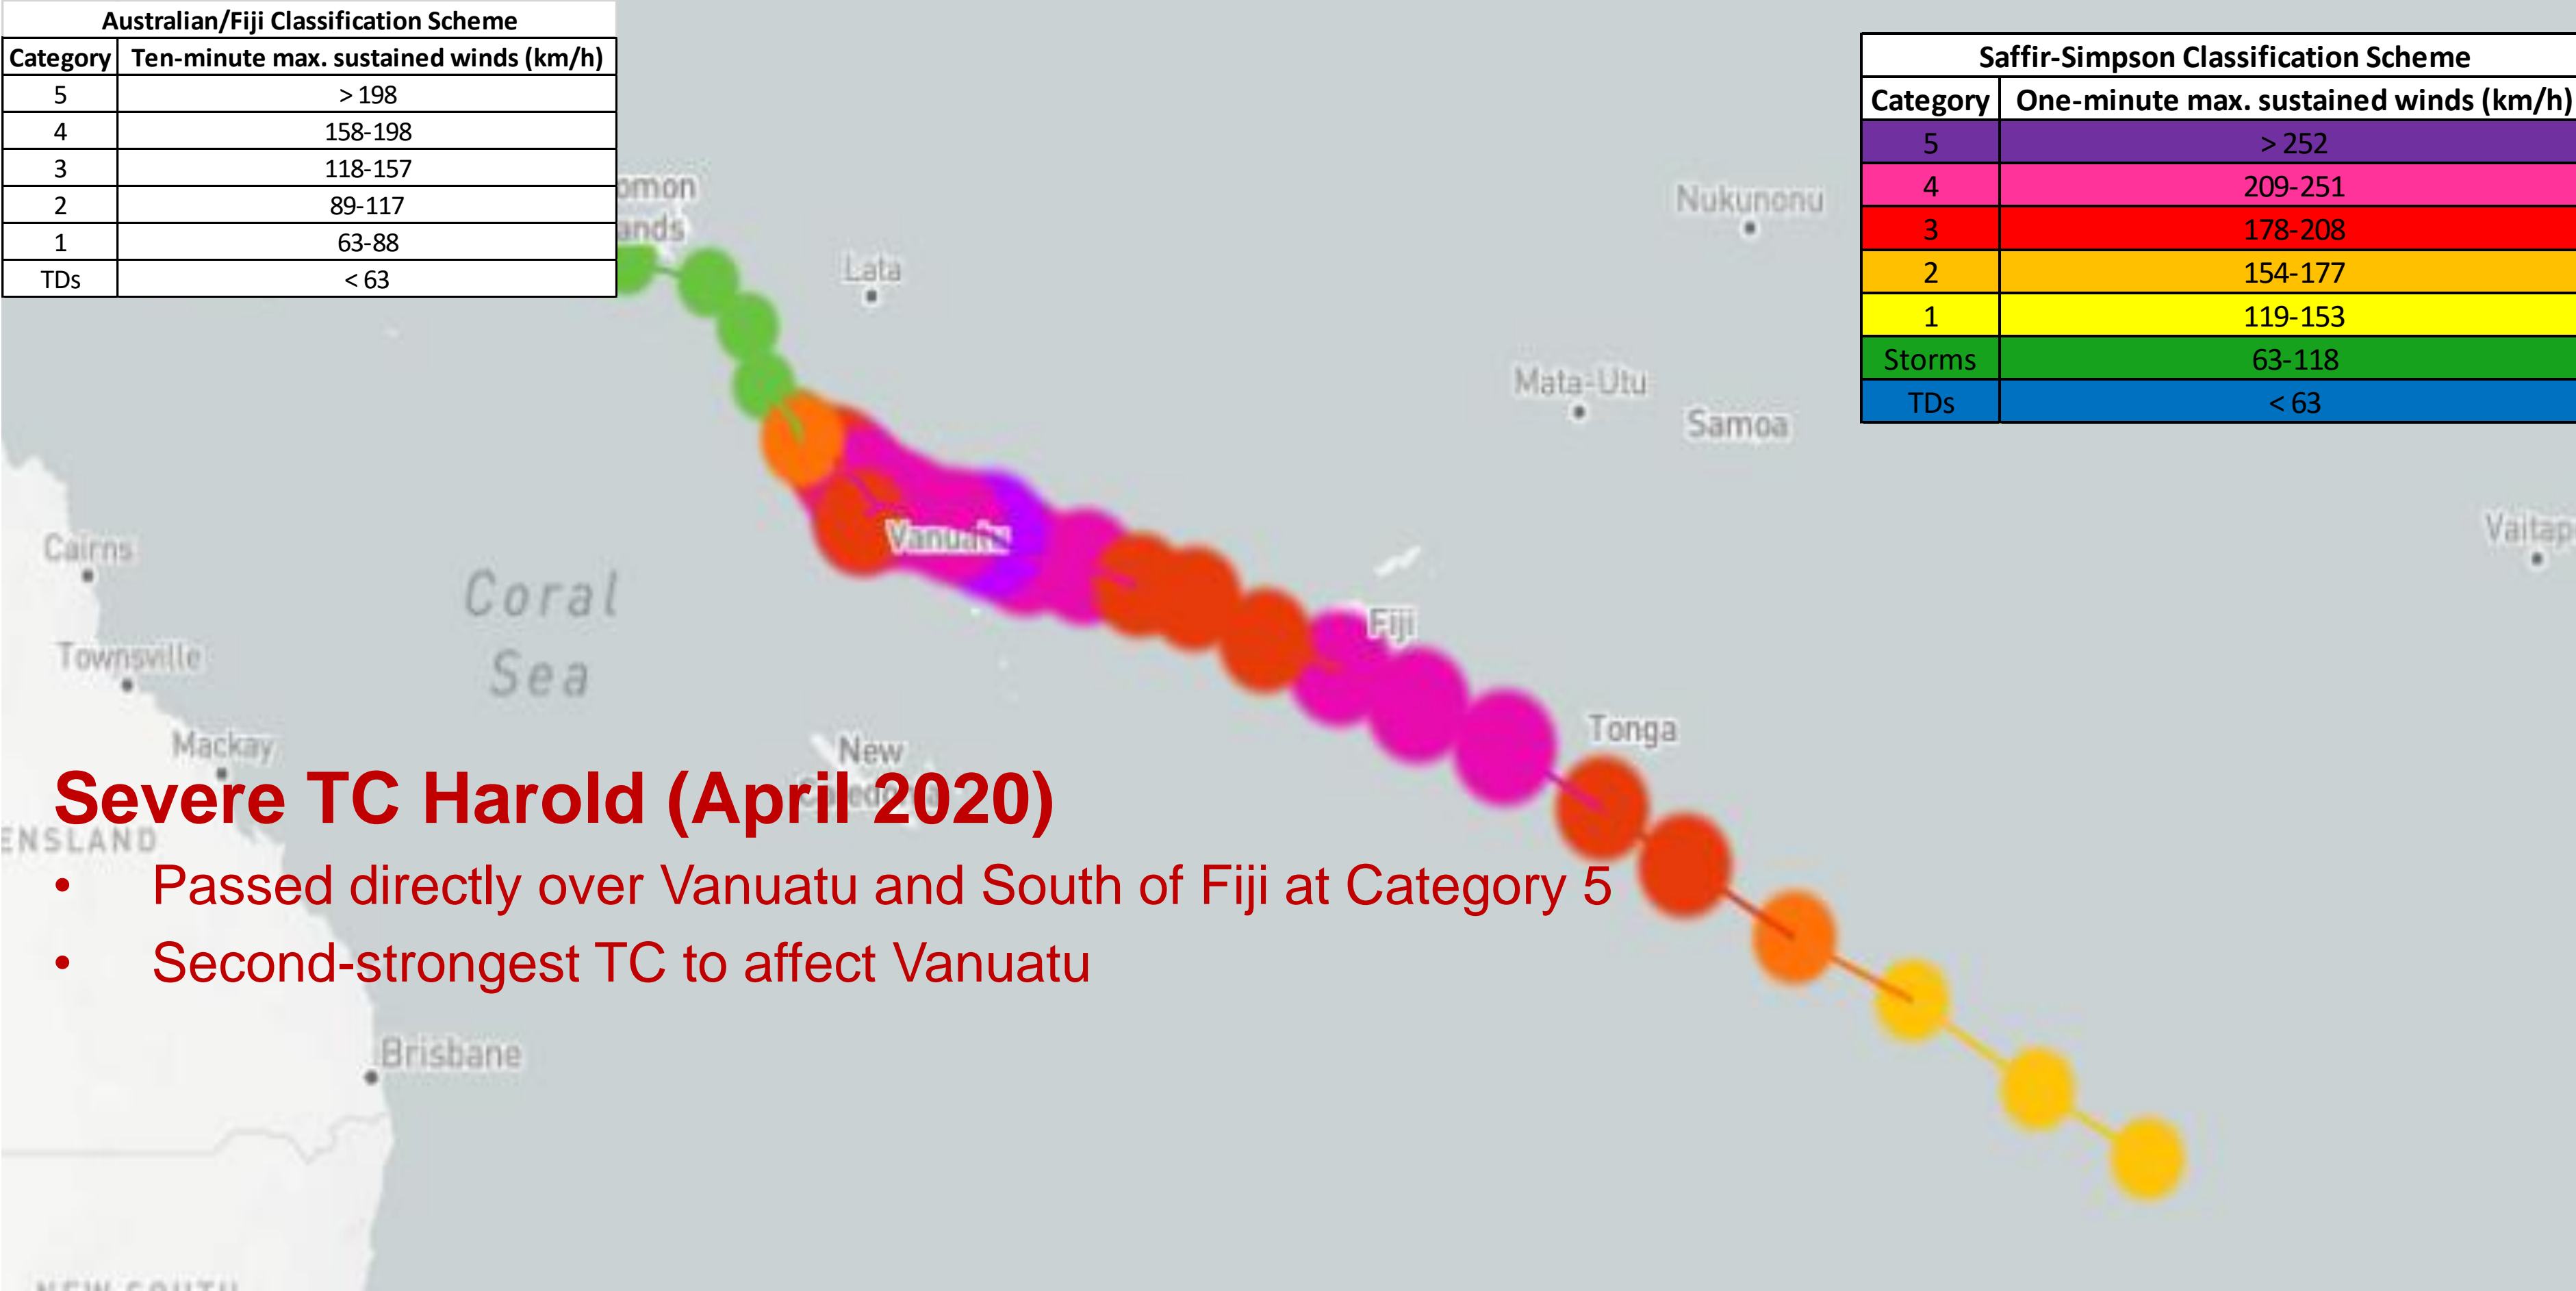 Australian/Fiji Classification Scheme
Category Ten-minute max. sustained winds (km/h)
5 > 198
4 158-198
3 118-157
2 89-117
1 63-88
TDs < 63
Saffir-Simpson Classification Scheme
Category One-minute max. sustained winds (km/h)
5 > 252
4 209-251
3 178-208
2 154-177
1 119-153
Storms 63-118
TDs < 63
omon
ands
Lata
Nukunonu
Mata-Utu
Samoa
Vaitap
Vanuatu
Cairns
Coral
Sea
Fiji
Townsville
Tonga
Mackay
New
Severe TC Harold (April 2020)
ENSLAND
• Passed directly over Vanuatu and South of Fiji at Category 5
• Second-strongest TC to affect Vanuatu
Brisbane